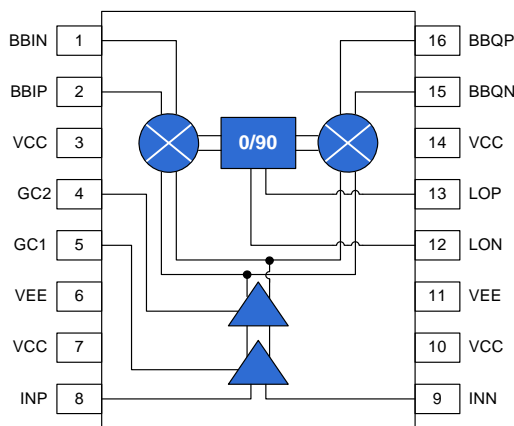 BBIN 1 16 BBQP
BBIP 2 15 BBQN
VCC 3 0/90 14 VCC
GC2 4 13 LOP
GC1 5 12 LON
VEE 6 11 VEE
VCC 7 10 VCC
INP 8 9 INN